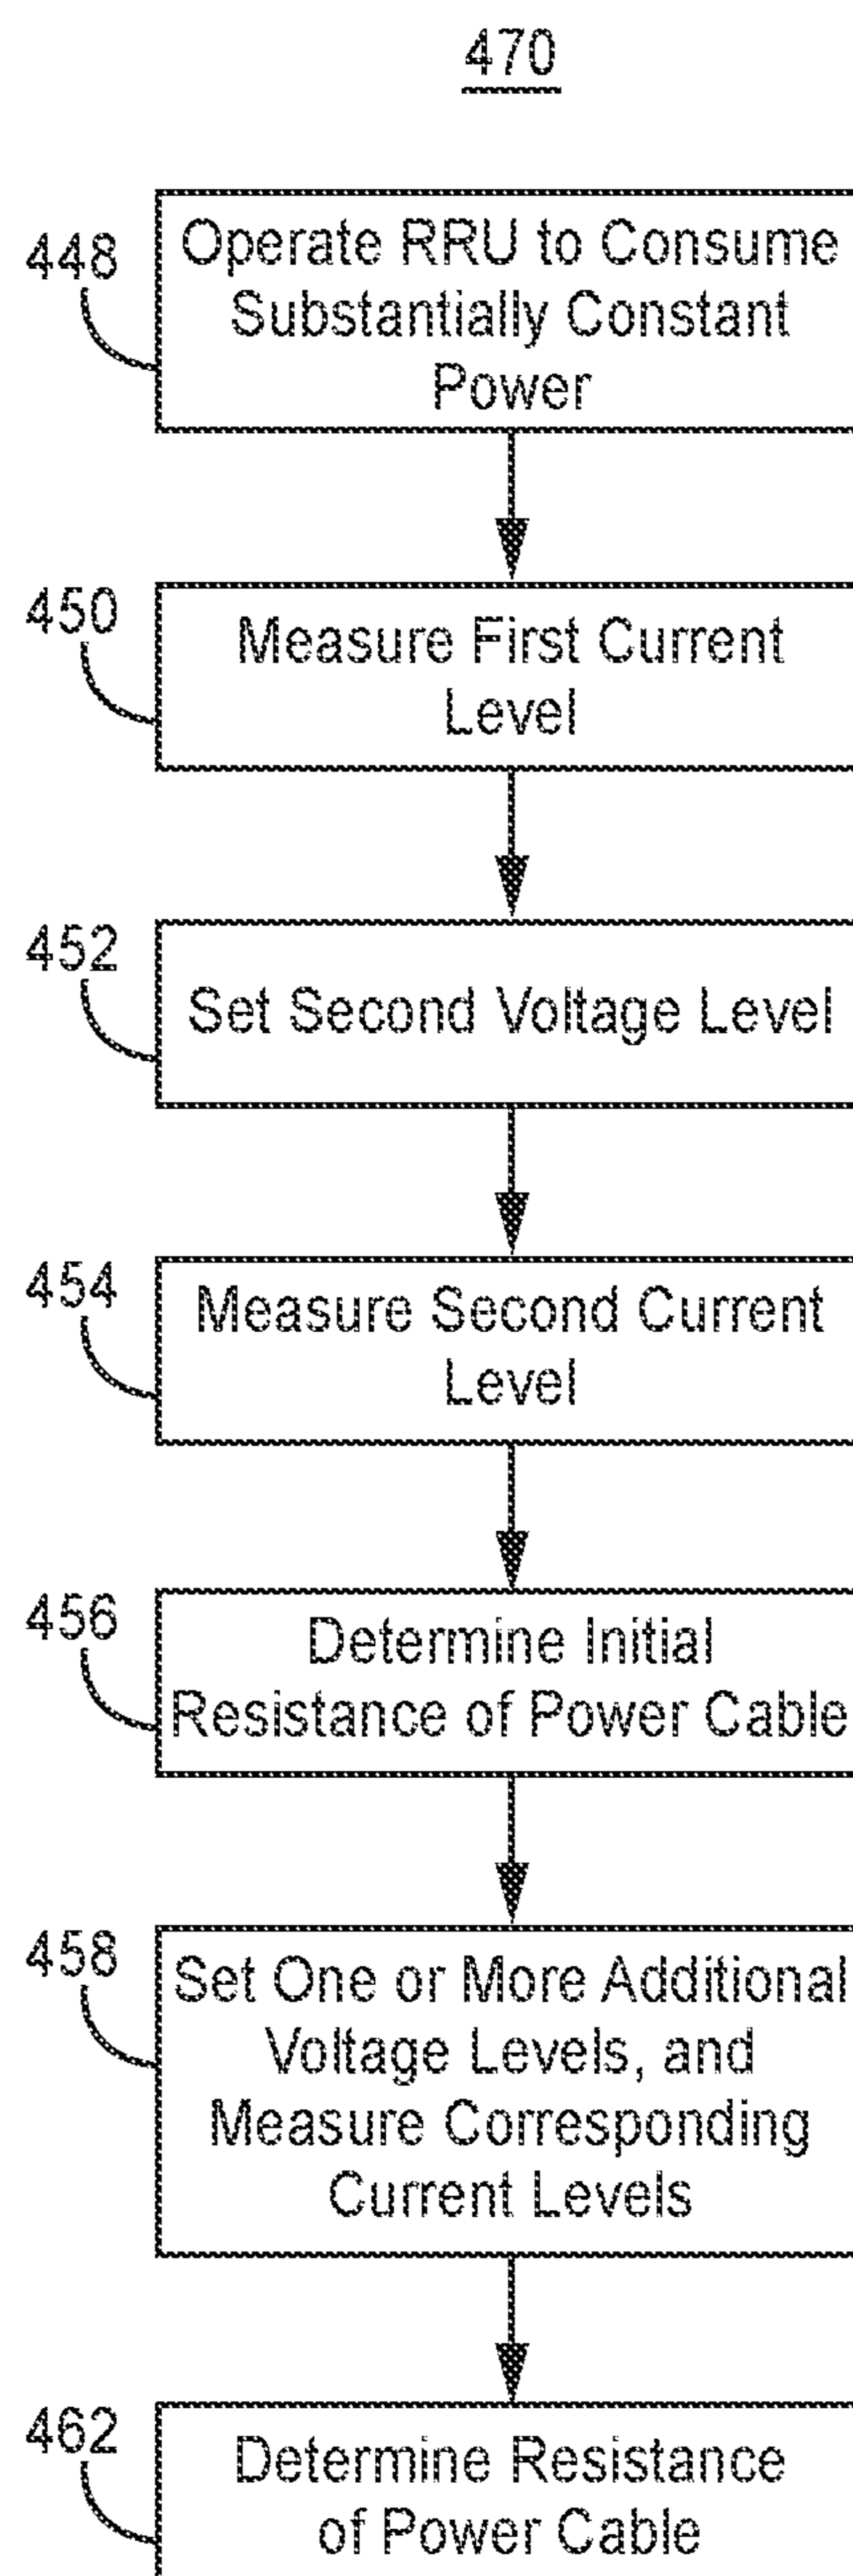 470
448
Operate RRU to Consume
Substantially Constant
Power
450
Measure First Current
Level
452
Set Second Voltage Level
454
Measure Second Current
Level
456
Determine Initial
Resistance of Power Cable
458
Set One or More Additional
Voltage Levels, and
Measure Corresponding
Current Levels
462
Determine Resistance
of Power Cable